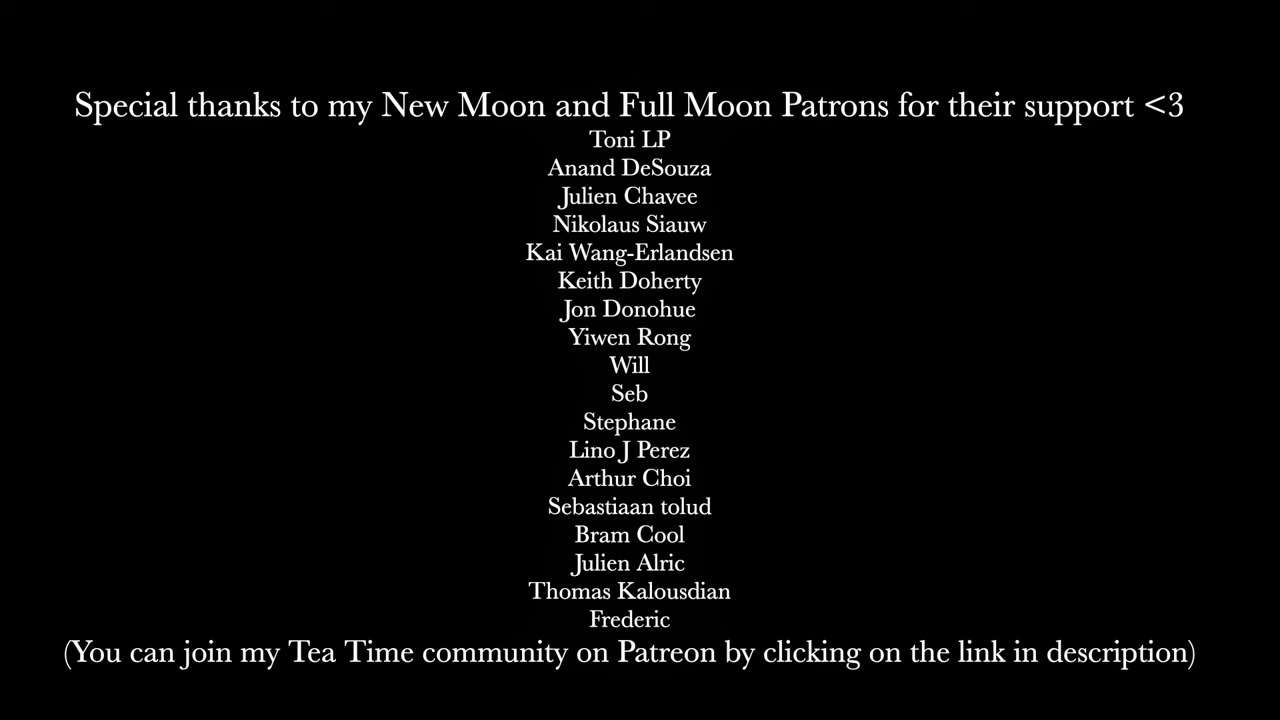 Special thanks to my New Moon and Full Moon Patrons for their support <3
Toni LP
Anand DeSouza
Julien Chavee
Nikolaus Siauw
Kai Wang-Erlandsen
Keith Doherty
Jon Donohue
Yiwen Rong
Will
Seb
Stephane
Lino J Perez
Arthur Choi
Sebastiaan tolud
Bram Cool
Julien Alric
Thomas Kalousdian
Frederic
(You can join my Tea Time community on Patreon by clicking on the link in description)